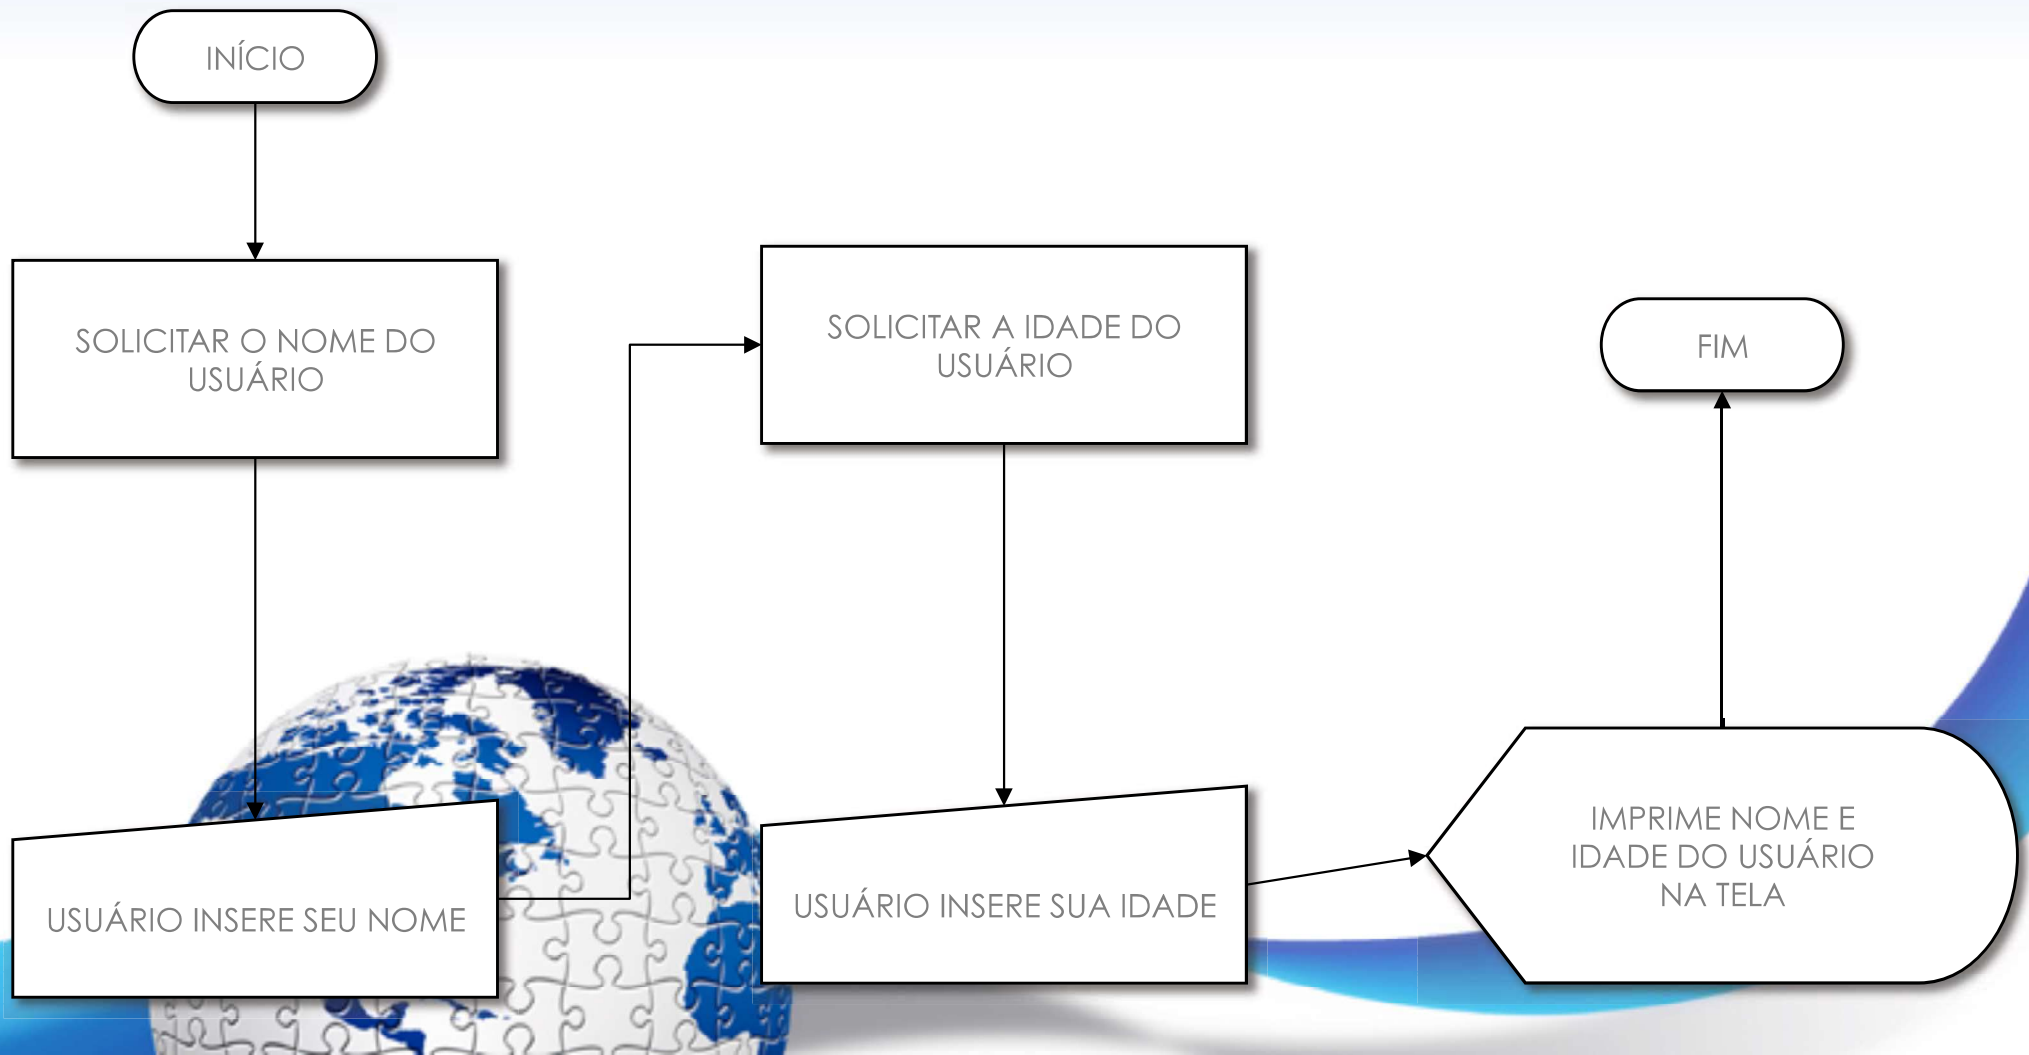 INÍCIO
SOLICITAR O NOME DO
USUÁRIO
USUÁRIO INSERE SEU NOME
SOLICITAR A IDADE DO
USUÁRIO
USUÁRIO INSERE SUA IDADE
IMPRIME NOME E
IDADE DO USUÁRIO
NA TELA
FIM